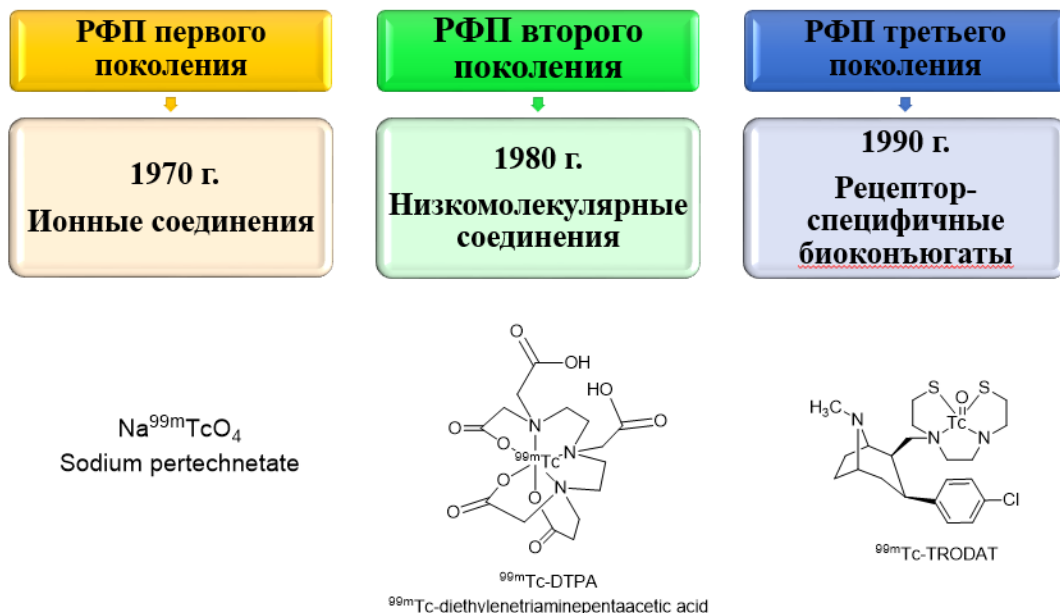 РФП первого
поколения
РФП второго
поколения
РФП третьего
поколения
1970 г.
Ионные соединения
1980 г.
Низкомолекулярные
соединения
1990 г.
Рецептор-
специфичные
биоконъюгаты
Na⁹⁹ᵐTcO₄
Sodium pertechnetate
O
OH
HO
O
O
O
N
N
⁹⁹ᵐTc
O
O
O
N
O
⁹⁹ᵐTc-DTPA
⁹⁹ᵐTc-diethylenetriaminepentaacetic acid
S
O
S
H₃C
N
Tc
N
N
Cl
⁹⁹ᵐTc-TRODAT